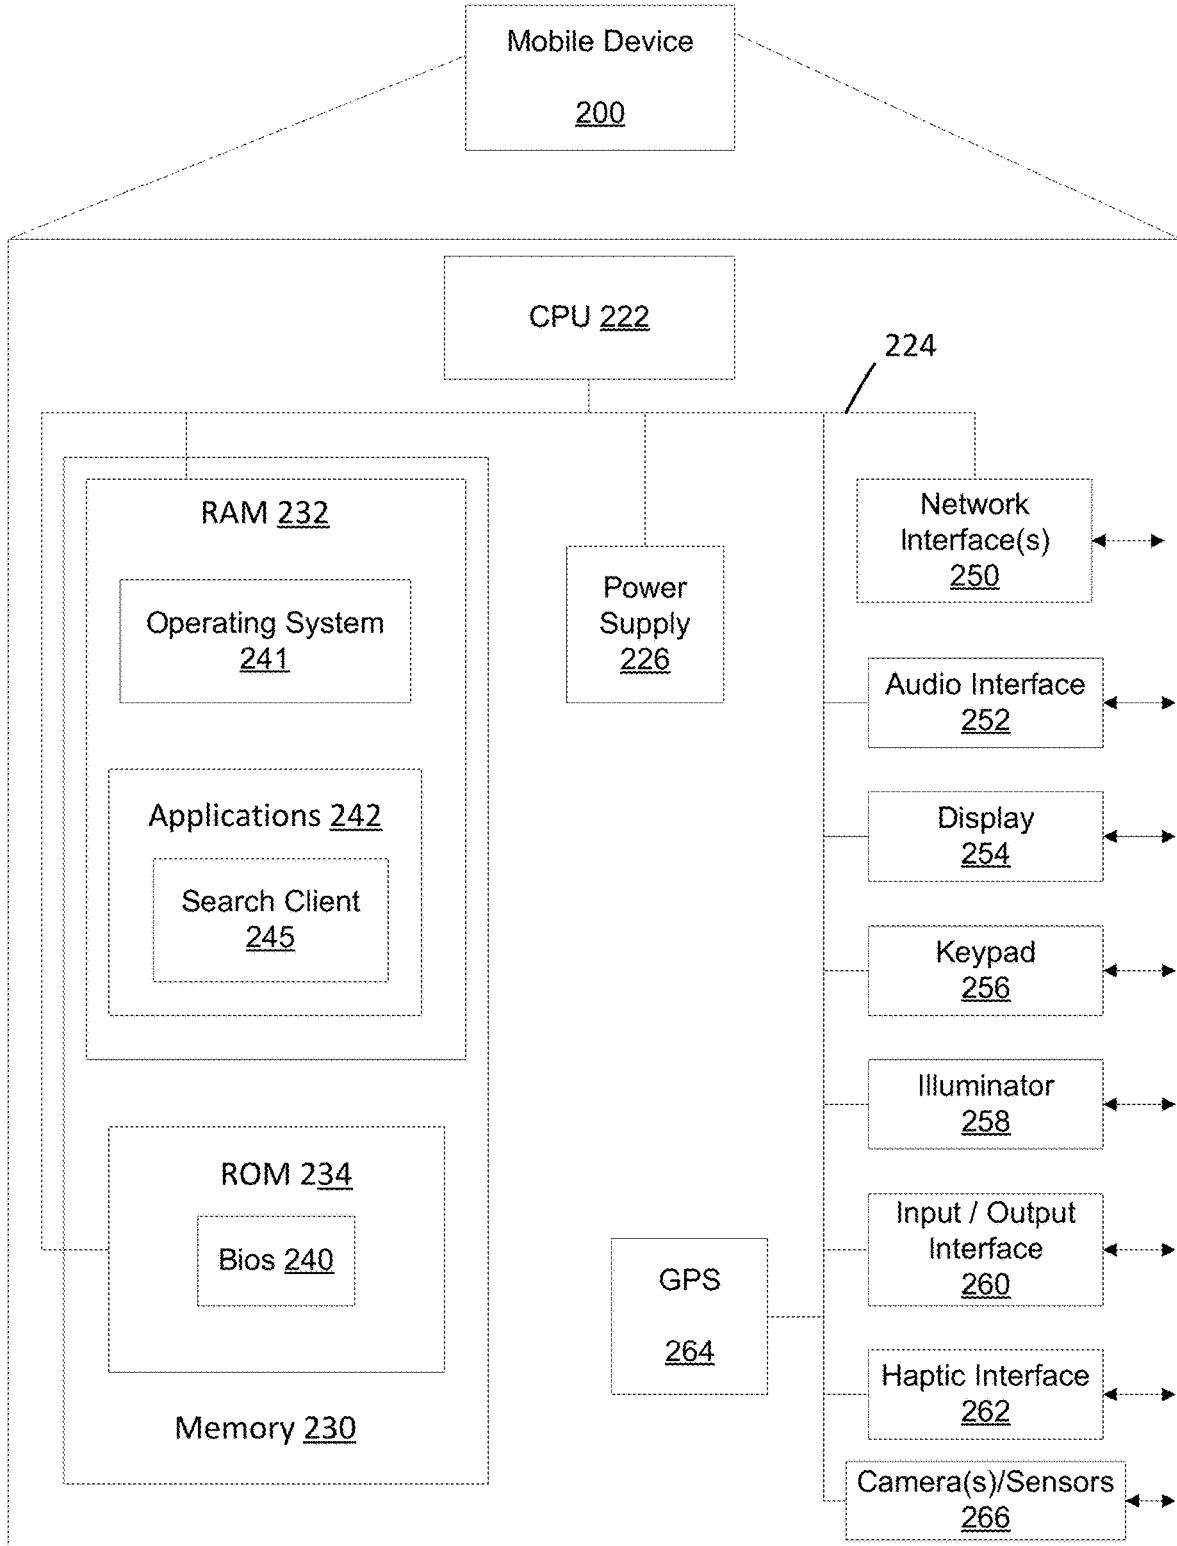 Mobile Device
200
CPU 222
224
RAM 232
Operating System
241
Applications 242
Search Client
245
ROM 234
Bios 240
Memory 230
Power
Supply
226
GPS
264
Network
Interface(s)
250
Audio Interface
252
Display
254
Keypad
256
Illuminator
258
Input / Output
Interface
260
Haptic Interface
262
Camera(s)/Sensors
266